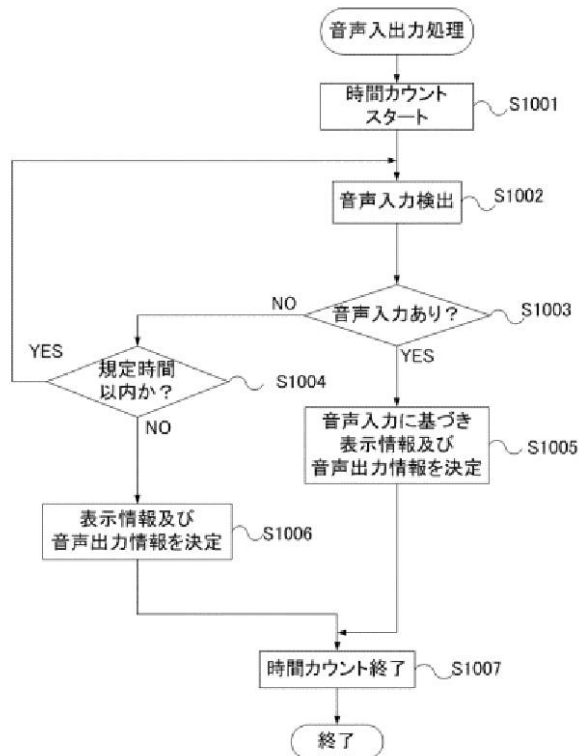 音声入出力処理
時間カウント
スタート
S1001
音声入力検出
S1002
音声入力あり?
S1003
NO
YES
規定時間
以内か?
S1004
YES
NO
音声入力に基づき
表示情報及び
音声出力情報を決定
S1005
表示情報及び
音声出力情報を決定
S1006
時間カウント終了
S1007
終了